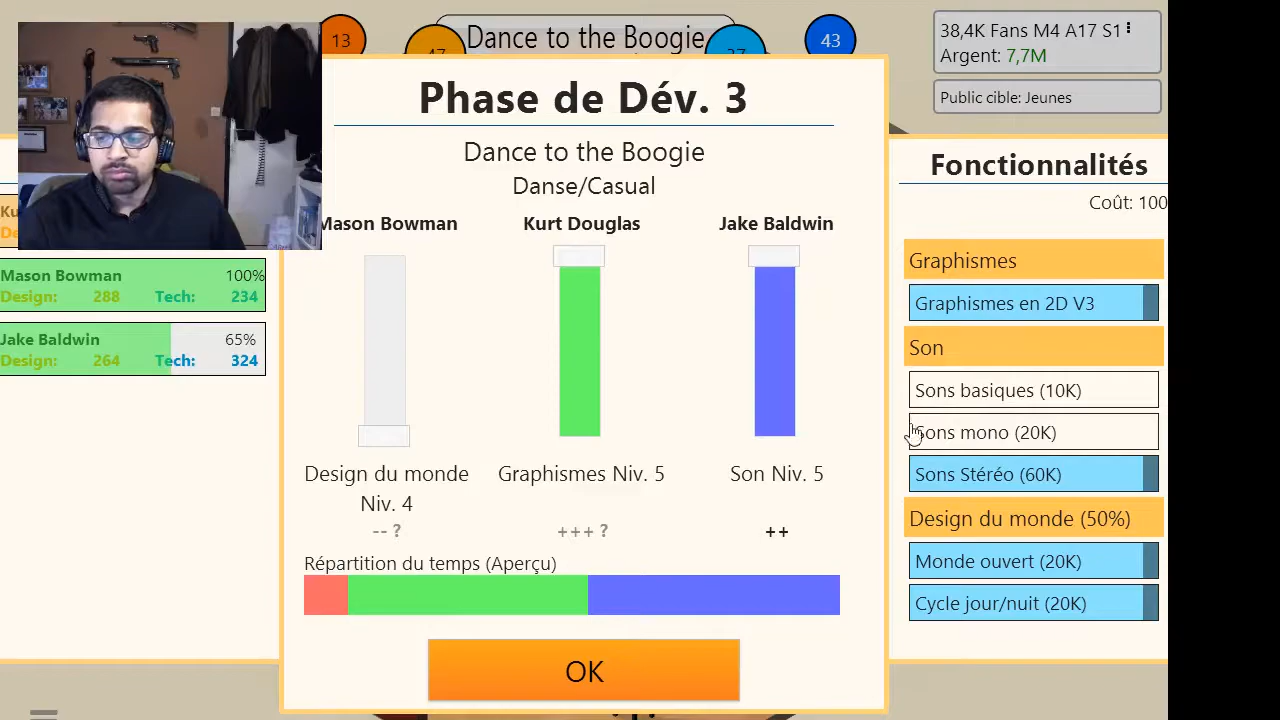 13
47
Dance to the Boogie
37
43
38,4K Fans M4 A17 S1
Argent: 7,7M
Public cible: Jeunes
Phase de Dév. 3
Dance to the Boogie
Danse/Casual
Mason Bowman
Kurt Douglas
Jake Baldwin
Design du monde
Niv. 4
Graphismes Niv. 5
Son Niv. 5
-- ?
+++ ?
++
Répartition du temps (Aperçu)
OK
Ku
De
Mason Bowman 100%
Design: 288 Tech: 234
Jake Baldwin 65%
Design: 264 Tech: 324
Fonctionnalités
Coût: 100
Graphismes
Graphismes en 2D V3
Son
Sons basiques (10K)
Sons mono (20K)
Sons Stéréo (60K)
Design du monde (50%)
Monde ouvert (20K)
Cycle jour/nuit (20K)